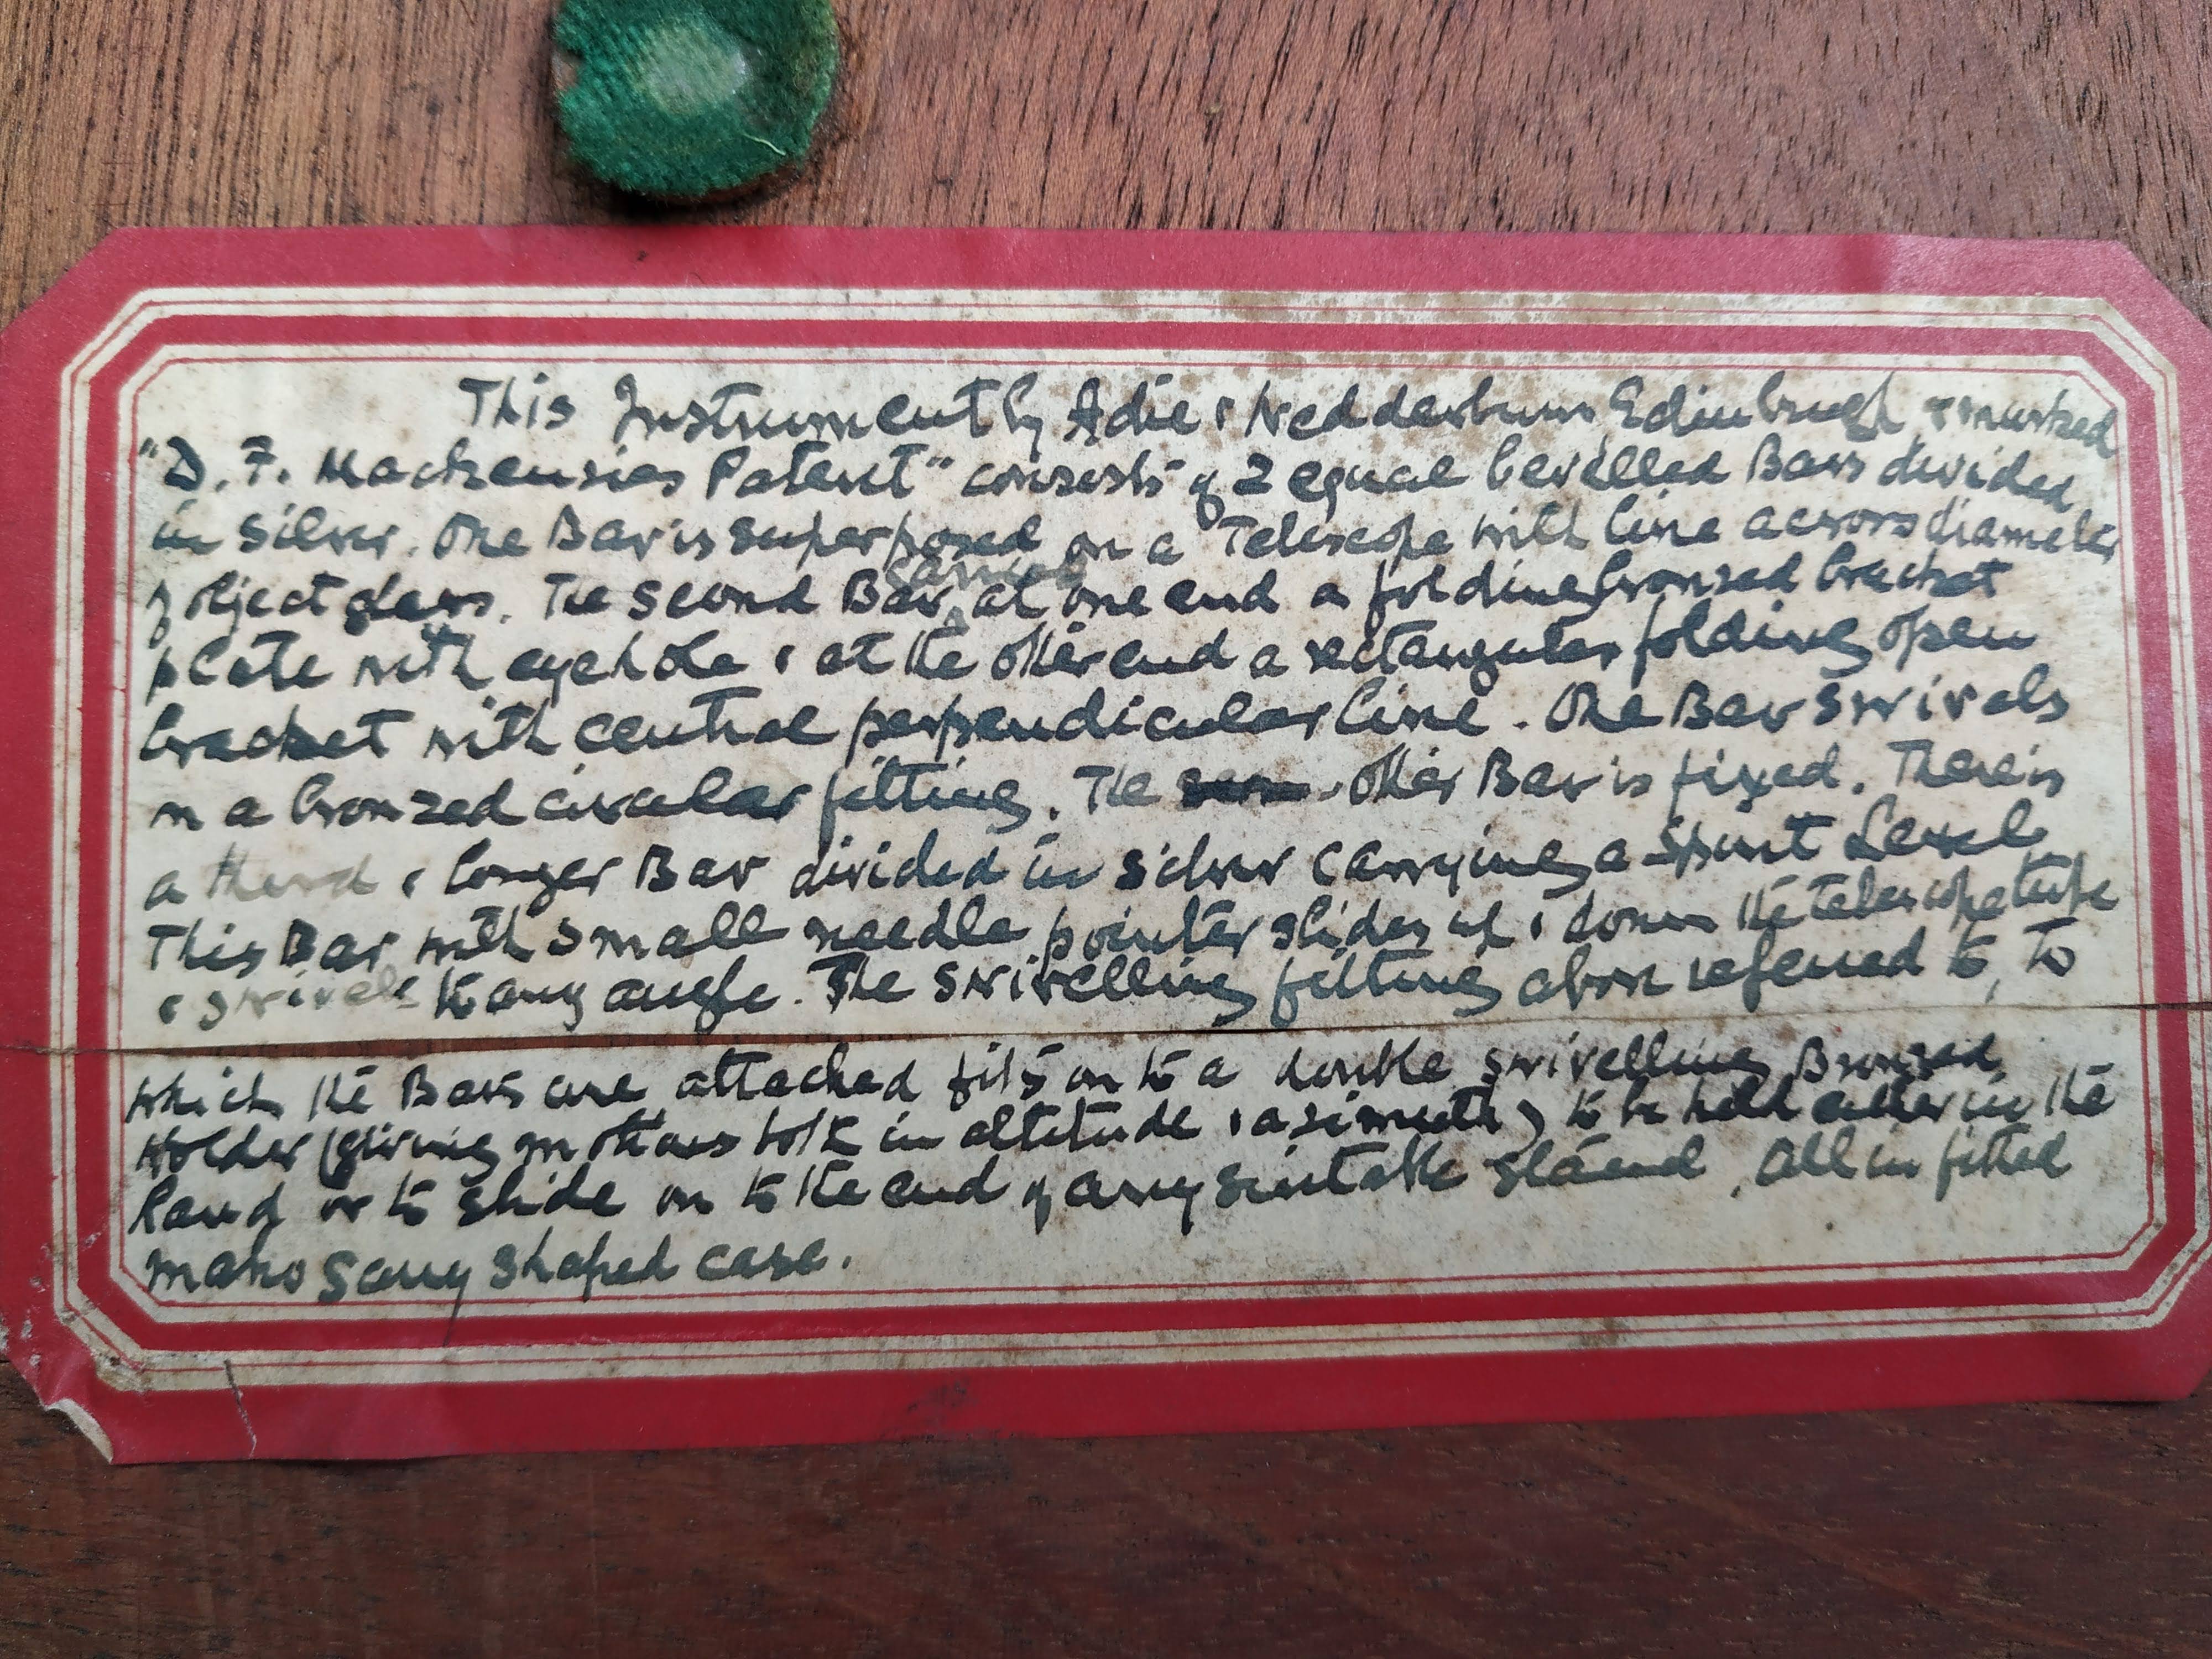 This Instrument by Adie & Wedderburn Edinburgh & marked
"D. F. Mackensies Patent" consists of 2 equal bevelled Bars divided
in silver. One Bar is superposed on a Telescope with line across diameter
of object glass. The second Bar carries at one end a folding bronzed bracket
plate with eyehole & at the other end a rectangular folding open
bracket with central perpendicular line. One Bar swivels
on a bronzed circular fitting. The other Bar is fixed. There is
a third & longer Bar divided in silver carrying a Spirit Level
This Bar with small needle pointer slides up & down the telescope tube
& swivels to any angle. The swivelling fitting above referred to, to
which the Bars are attached fits on to a double swivelling Bronzed
Holder (giving motions both in altitude & azimuth) to be held either in the
hand or to slide on to the end of any suitable stand, all in fitted
mahogany shaped case.